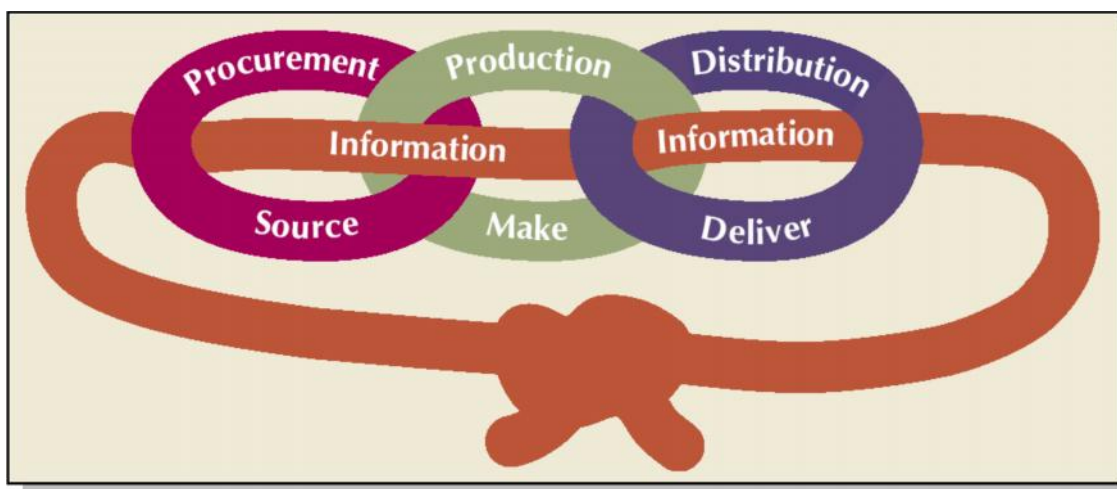 Procurement
Production
Distribution
Information
Information
Source
Make
Deliver